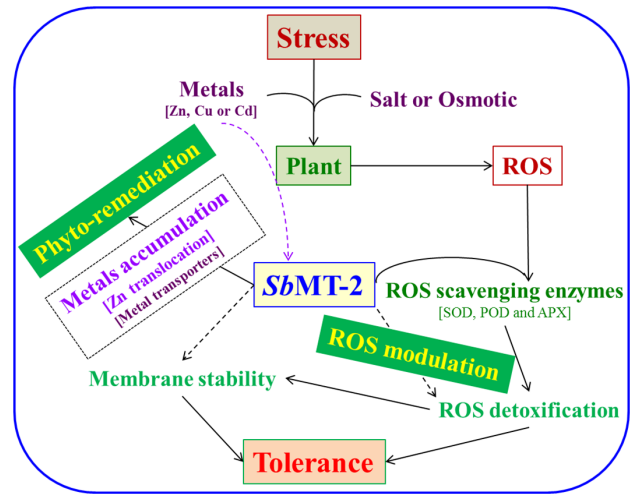 Stress
Metals
[Zn, Cu or Cd]
Salt or Osmotic
Plant
ROS
Phyto-remediation
Metals accumulation
[Zn translocation]
[Metal transporters]
SbMT-2
ROS scavenging enzymes
[SOD, POD and APX]
ROS modulation
Membrane stability
ROS detoxification
Tolerance